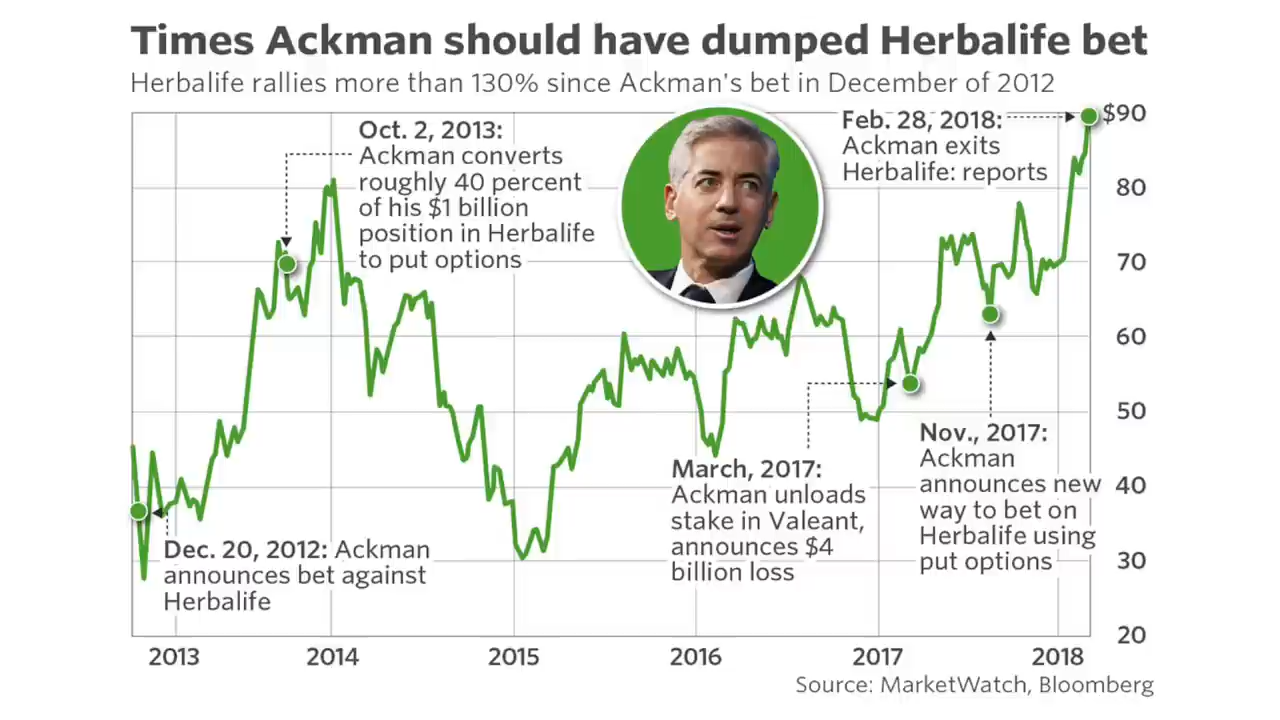 Times Ackman should have dumped Herbalife bet
Herbalife rallies more than 130% since Ackman's bet in December of 2012
Oct. 2, 2013:
Ackman converts
roughly 40 percent
of his $1 billion
position in Herbalife
to put options
Feb. 28, 2018:
Ackman exits
Herbalife: reports
$90
80
70
60
50
40
30
20
Dec. 20, 2012: Ackman
announces bet against
Herbalife
March, 2017:
Ackman unloads
stake in Valeant,
announces $4
billion loss
Nov., 2017:
Ackman
announces new
way to bet on
Herbalife using
put options
2013
2014
2015
2016
2017
2018
Source: MarketWatch, Bloomberg